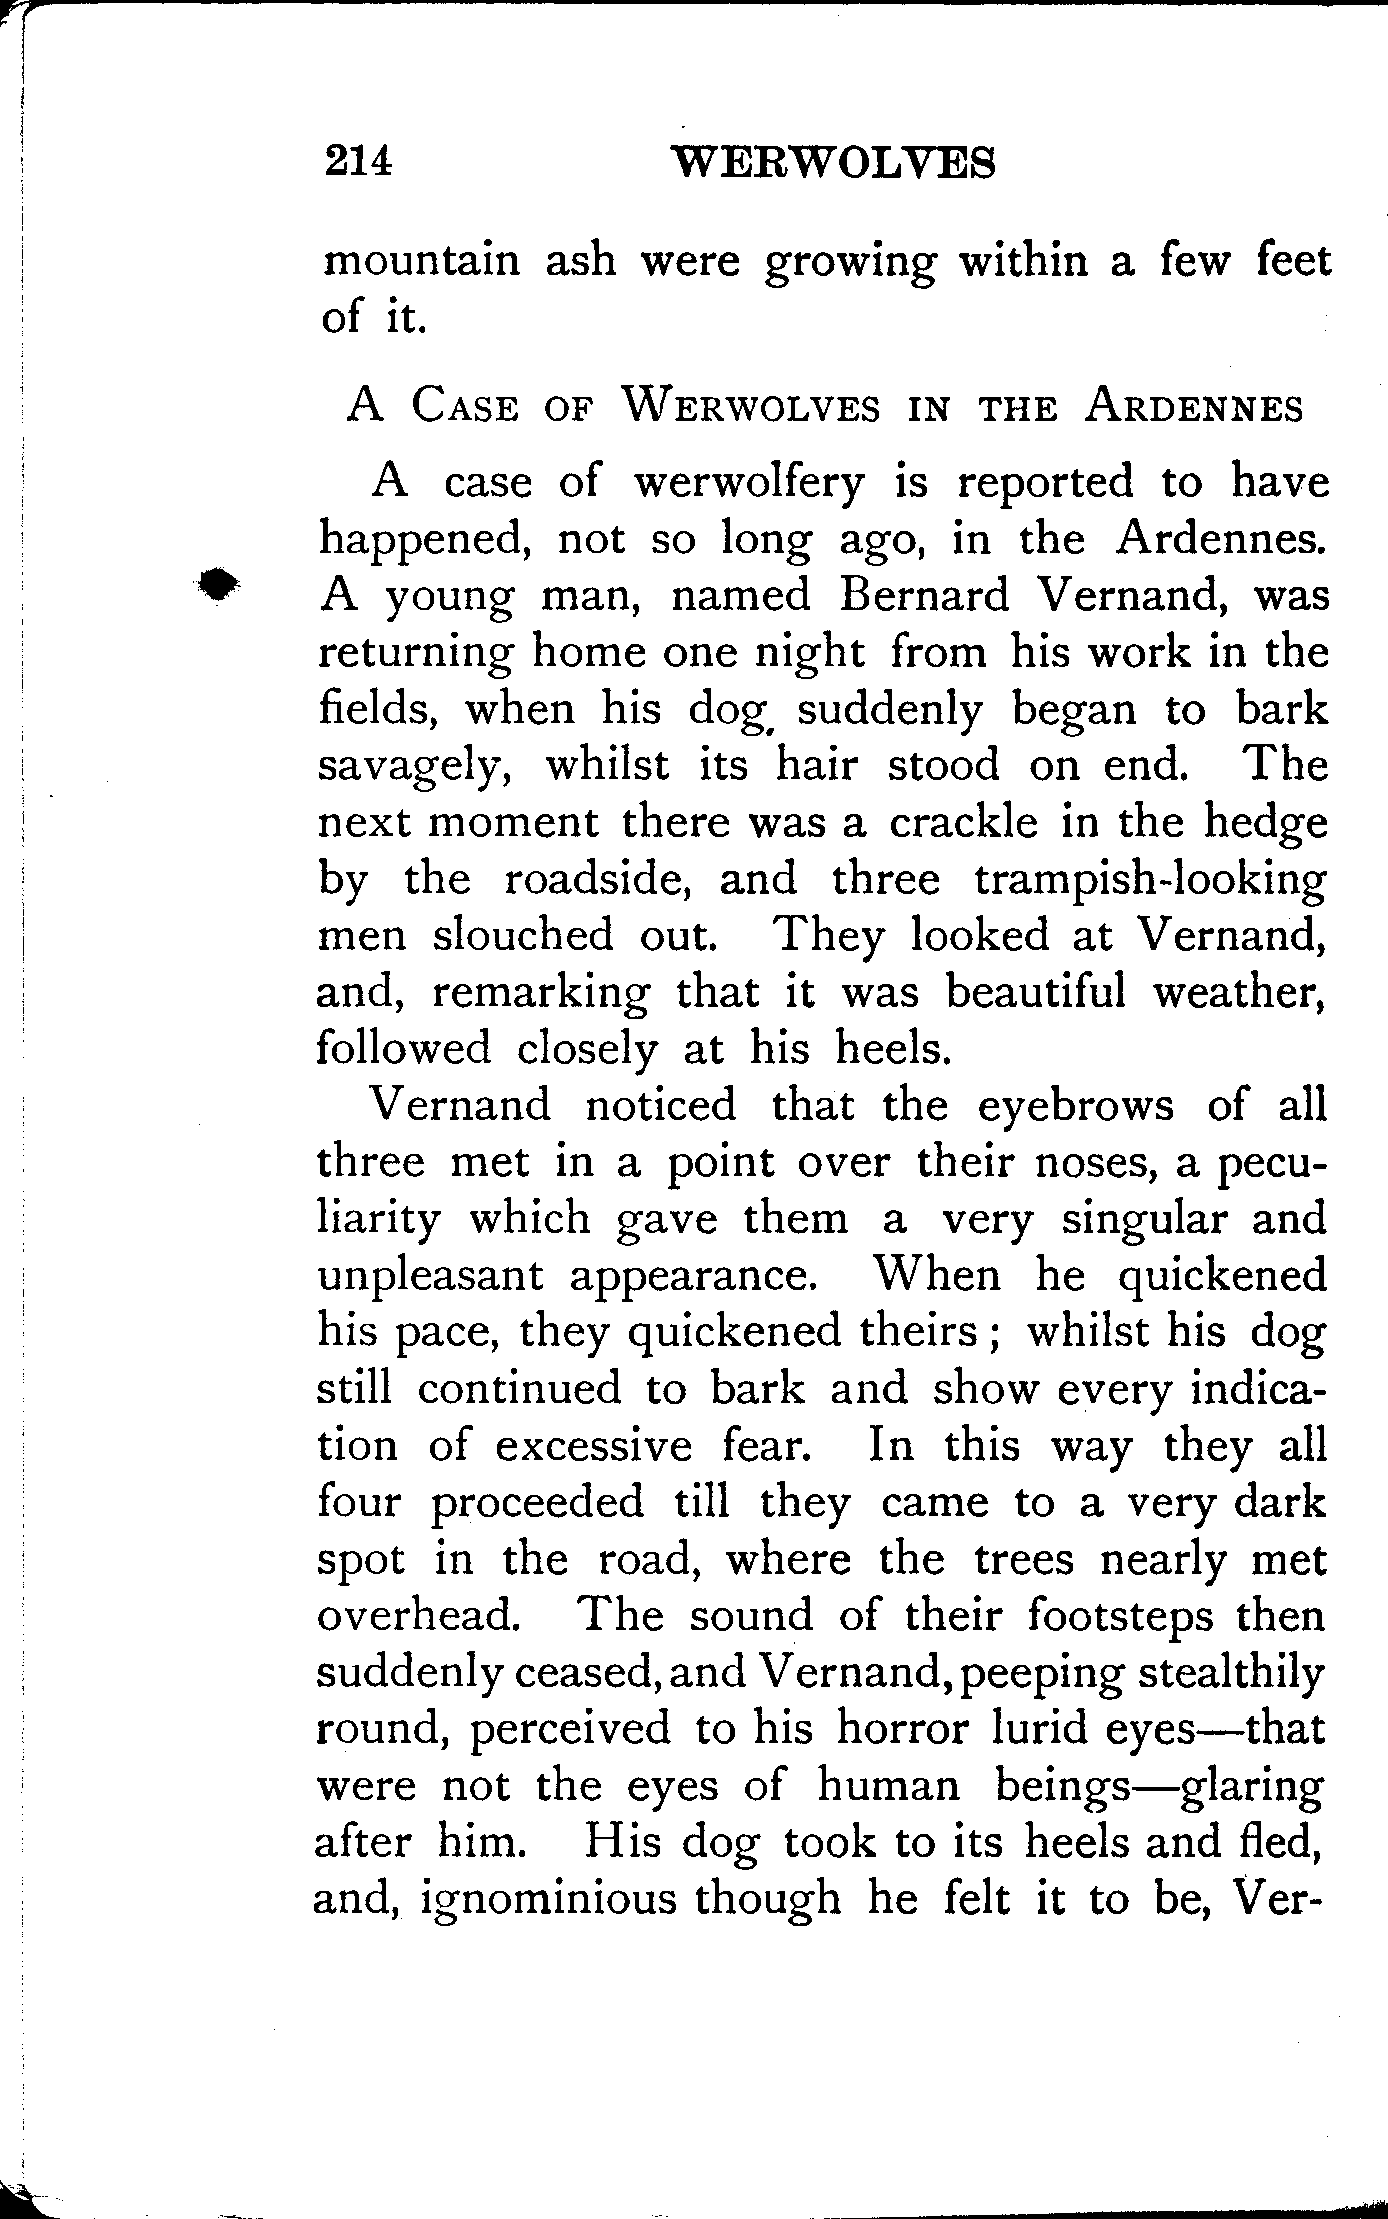 214 WERWOLVES
mountain ash were growing within a few feet
of it.
A CASE OF WERWOLVES IN THE ARDENNES
A case of werwolfery is reported to have
happened, not so long ago, in the Ardennes.
A young man, named Bernard Vernand, was
returning home one night from his work in the
fields, when his dog, suddenly began to bark
savagely, whilst its hair stood on end. The
next moment there was a crackle in the hedge
by the roadside, and three trampish-looking
men slouched out. They looked at Vernand,
and, remarking that it was beautiful weather,
followed closely at his heels.
Vernand noticed that the eyebrows of all
three met in a point over their noses, a pecu-
liarity which gave them a very singular and
unpleasant appearance. When he quickened
his pace, they quickened theirs ; whilst his dog
still continued to bark and show every indica-
tion of excessive fear. In this way they all
four proceeded till they came to a very dark
spot in the road, where the trees nearly met
overhead. The sound of their footsteps then
suddenly ceased, and Vernand, peeping stealthily
round, perceived to his horror lurid eyes—that
were not the eyes of human beings—glaring
after him. His dog took to its heels and fled,
and, ignominious though he felt it to be, Ver-